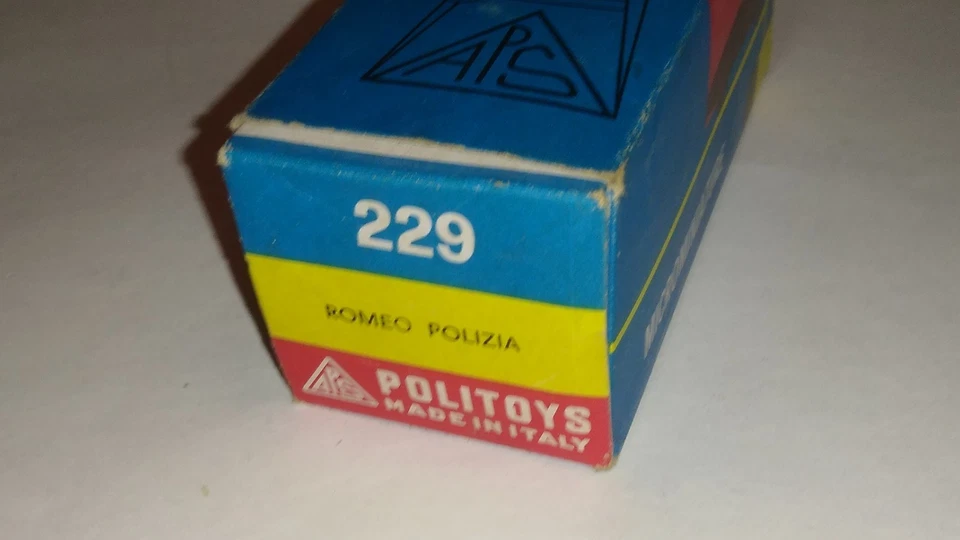 APS
229
ROMEO POLIZIA
APS
POLITOYS
MADE IN ITALY